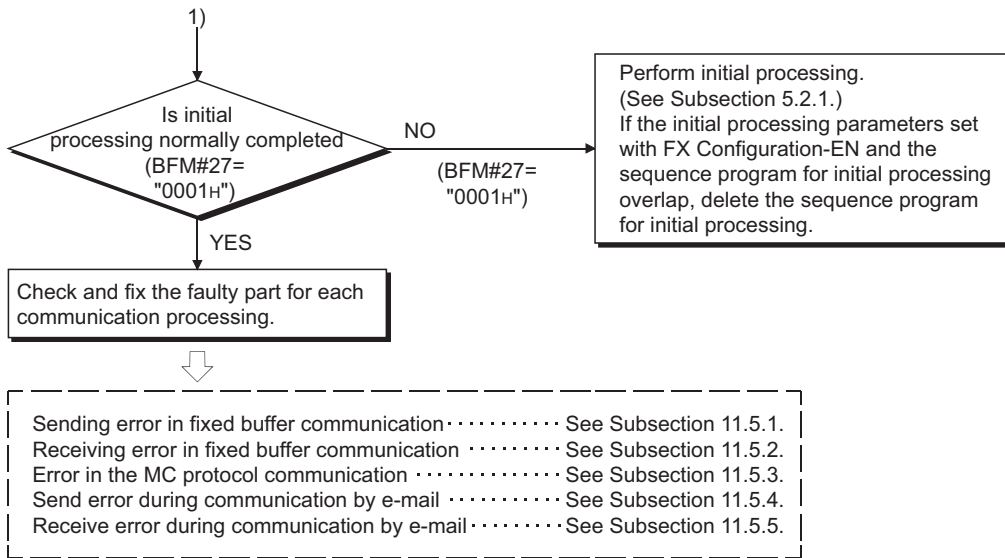 1)
Is initial
processing normally completed
(BFM#27=
"0001H")
NO
(BFM#27=
"0001H")
Perform initial processing.
(See Subsection 5.2.1.)
If the initial processing parameters set
with FX Configuration-EN and the
sequence program for initial processing
overlap, delete the sequence program
for initial processing.
YES
Check and fix the faulty part for each
communication processing.
Sending error in fixed buffer communication · · · · · · · · · · See Subsection 11.5.1.
Receiving error in fixed buffer communication · · · · · · · · · See Subsection 11.5.2.
Error in the MC protocol communication · · · · · · · · · · · · · See Subsection 11.5.3.
Send error during communication by e-mail · · · · · · · · · · · See Subsection 11.5.4.
Receive error during communication by e-mail · · · · · · · · · See Subsection 11.5.5.